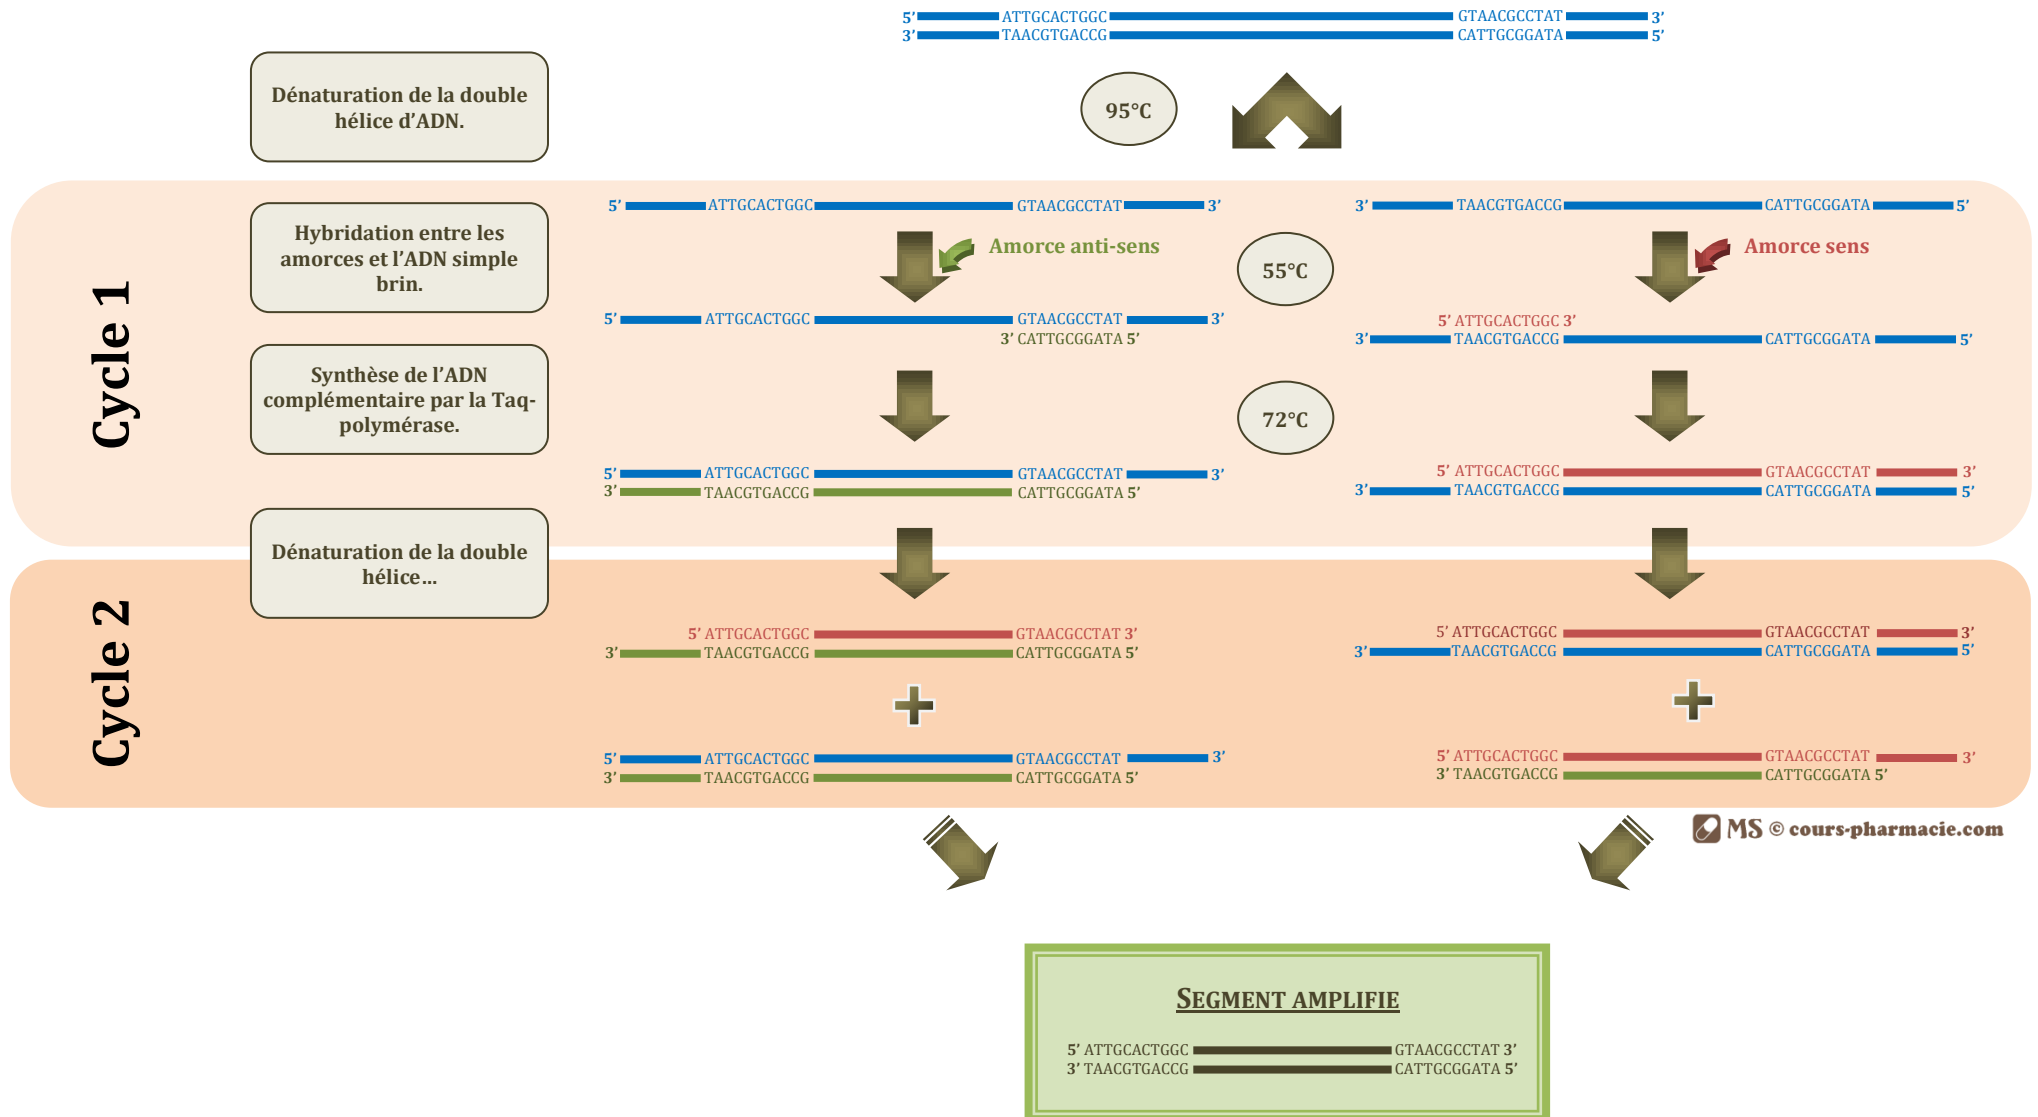 5’ ATTGCACTGGC GTAACGCCTAT 3’
3’ TAACGTGACCG CATTGCGGATA 5’
Dénaturation de la double
hélice d’ADN.
95°C
Cycle 1
5’ ATTGCACTGGC GTAACGCCTAT 3’
3’ TAACGTGACCG CATTGCGGATA 5’
Hybridation entre les
amorces et l’ADN simple
brin.
Amorce anti-sens
55°C
Amorce sens
5’ ATTGCACTGGC GTAACGCCTAT 3’
3’ CATTGCGGATA 5’
5’ ATTGCACTGGC 3’
3’ TAACGTGACCG CATTGCGGATA 5’
Synthèse de l’ADN
complémentaire par la Taq-
polymérase.
72°C
5’ ATTGCACTGGC GTAACGCCTAT 3’
3’ TAACGTGACCG CATTGCGGATA 5’
5’ ATTGCACTGGC GTAACGCCTAT 3’
3’ TAACGTGACCG CATTGCGGATA 5’
Dénaturation de la double
hélice…
Cycle 2
5’ ATTGCACTGGC GTAACGCCTAT 3’
3’ TAACGTGACCG CATTGCGGATA 5’
5’ ATTGCACTGGC GTAACGCCTAT 3’
3’ TAACGTGACCG CATTGCGGATA 5’
5’ ATTGCACTGGC GTAACGCCTAT 3’
3’ TAACGTGACCG CATTGCGGATA 5’
5’ ATTGCACTGGC GTAACGCCTAT 3’
3’ TAACGTGACCG CATTGCGGATA 5’
MS © cours-pharmacie.com
SEGMENT AMPLIFIE
5’ ATTGCACTGGC GTAACGCCTAT 3’
3’ TAACGTGACCG CATTGCGGATA 5’